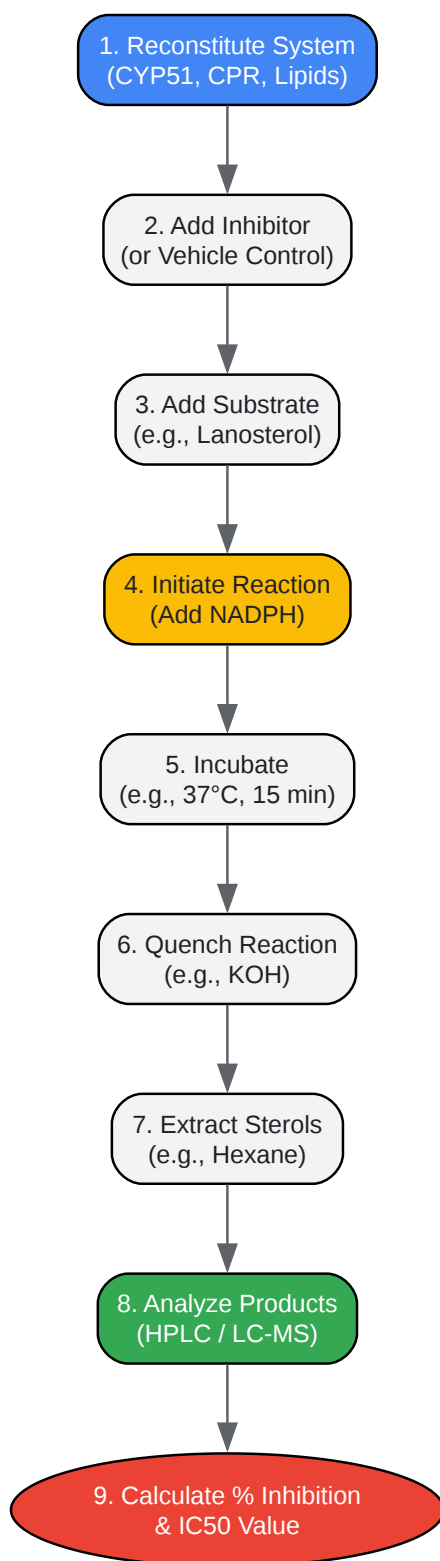 1. Reconstitute System
(CYP51, CPR, Lipids)
2. Add Inhibitor
(or Vehicle Control)
3. Add Substrate
(e.g., Lanosterol)
4. Initiate Reaction
(Add NADPH)
5. Incubate
(e.g., 37°C, 15 min)
6. Quench Reaction
(e.g., KOH)
7. Extract Sterols
(e.g., Hexane)
8. Analyze Products
(HPLC / LC-MS)
9. Calculate % Inhibition
& IC50 Value